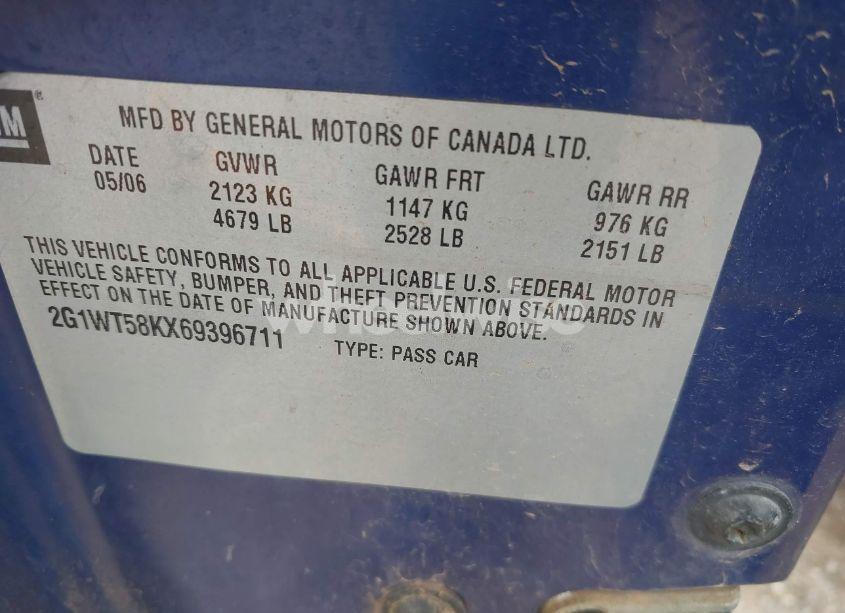 GM®
MFD BY GENERAL MOTORS OF CANADA LTD.
DATE GVWR GAWR FRT GAWR RR
05/06 2123 KG 1147 KG 976 KG
4679 LB 2528 LB 2151 LB
THIS VEHICLE CONFORMS TO ALL APPLICABLE U.S. FEDERAL MOTOR
VEHICLE SAFETY, BUMPER, AND THEFT PREVENTION STANDARDS IN
EFFECT ON THE DATE OF MANUFACTURE SHOWN ABOVE.
2G1WT58KX69396711 TYPE: PASS CAR